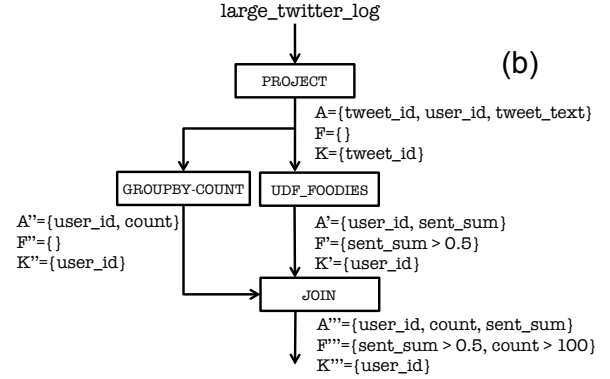 large_twitter_log
(b)
PROJECT
A={tweet_id, user_id, tweet_text}
F={}
K={tweet_id}
GROUPBY-COUNT
UDF_FOODIES
A''={user_id, count}
F''={}
K''={user_id}
A'={user_id, sent_sum}
F'={sent_sum > 0.5}
K'={user_id}
JOIN
A'''={user_id, count, sent_sum}
F'''={sent_sum > 0.5, count > 100}
K'''={user_id}